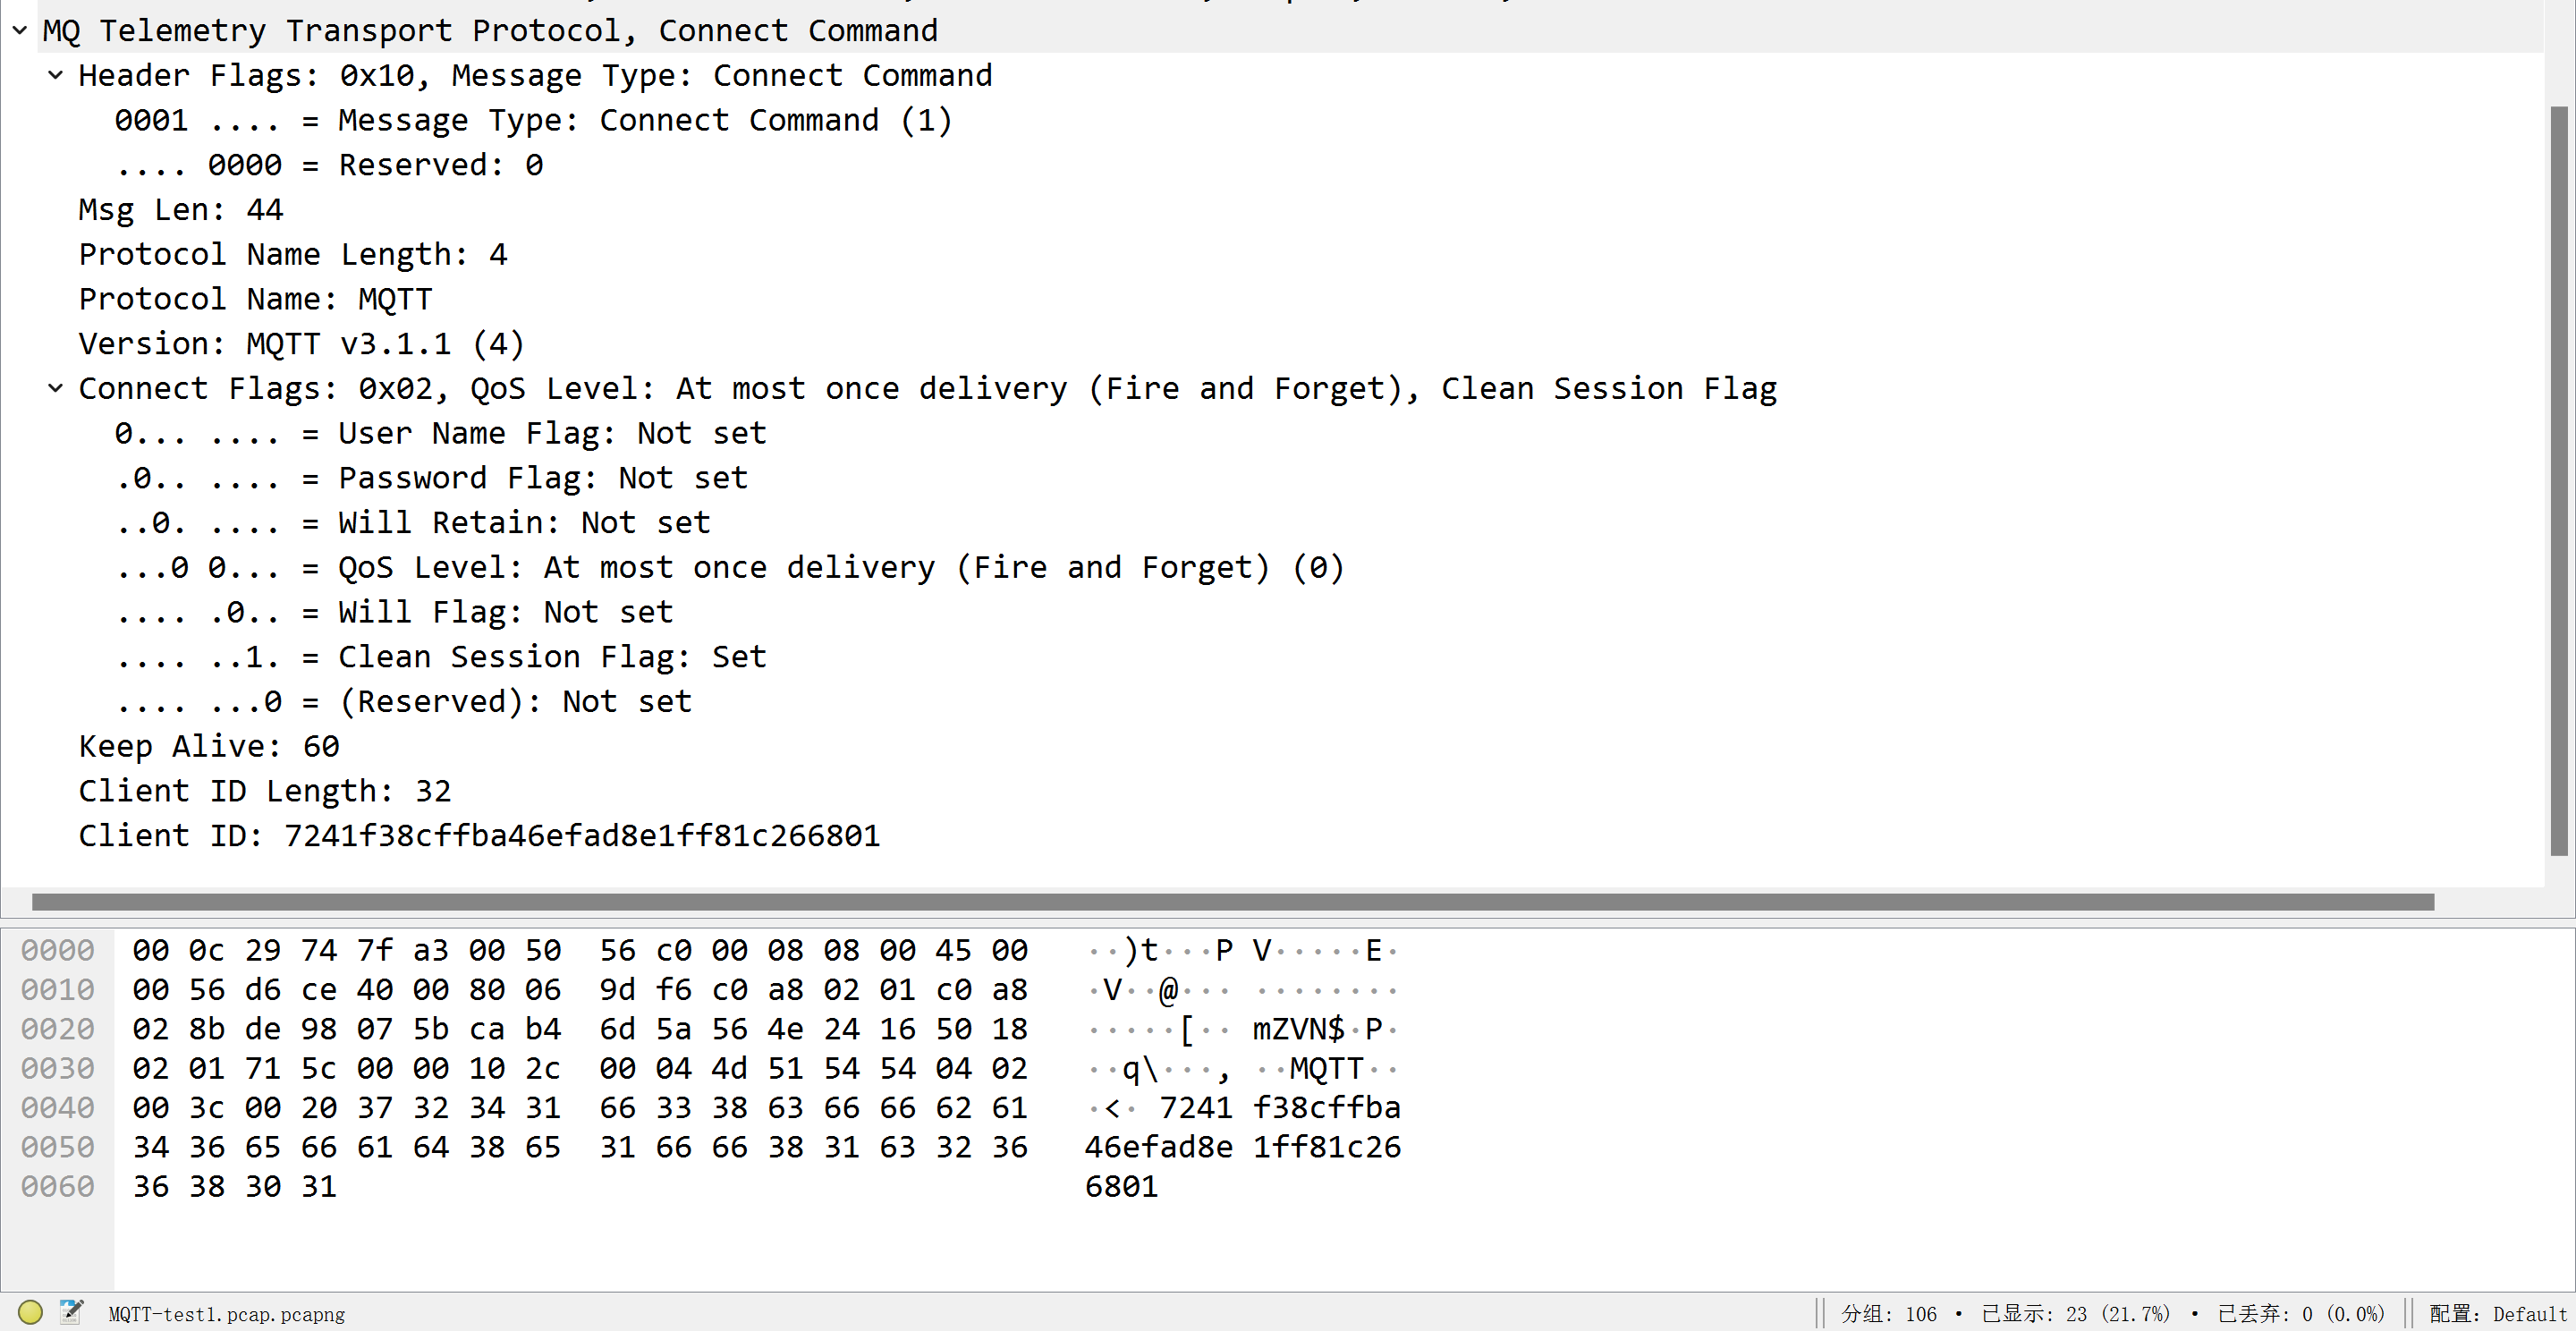 MQ Telemetry Transport Protocol, Connect Command
Header Flags: 0x10, Message Type: Connect Command
0001 .... = Message Type: Connect Command (1)
.... 0000 = Reserved: 0
Msg Len: 44
Protocol Name Length: 4
Protocol Name: MQTT
Version: MQTT v3.1.1 (4)
Connect Flags: 0x02, QoS Level: At most once delivery (Fire and Forget), Clean Session Flag
0... .... = User Name Flag: Not set
.0.. .... = Password Flag: Not set
..0. .... = Will Retain: Not set
...0 0... = QoS Level: At most once delivery (Fire and Forget) (0)
.... .0.. = Will Flag: Not set
.... ..1. = Clean Session Flag: Set
.... ...0 = (Reserved): Not set
Keep Alive: 60
Client ID Length: 32
Client ID: 7241f38cffba46efad8e1ff81c266801
0000 00 0c 29 74 7f a3 00 50 56 c0 00 08 08 00 45 00 ··)t···P V·····E·
0010 00 56 d6 ce 40 00 80 06 9d f6 c0 a8 02 01 c0 a8 ·V··@··· ········
0020 02 8b de 98 07 5b ca b4 6d 5a 56 4e 24 16 50 18 ·····[·· mZVN$·P·
0030 02 01 71 5c 00 00 10 2c 00 04 4d 51 54 54 04 02 ··q\···, ··MQTT··
0040 00 3c 00 20 37 32 34 31 66 33 38 63 66 66 62 61 ·<· 7241 f38cffba
0050 34 36 65 66 61 64 38 65 31 66 66 38 31 63 32 36 46efad8e 1ff81c26
0060 36 38 30 31 6801
MQTT-test1.pcap.pcapng 分组: 106 · 已显示: 23 (21.7%) · 已丢弃: 0 (0.0%) 配置: Default